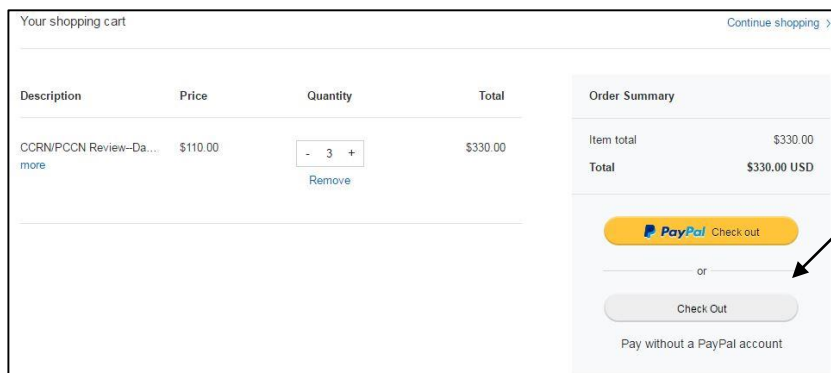 Your shopping cart
Continue shopping >
Description Price Quantity Total
CCRN/PCCN Review--Da... $110.00 - 3 + $330.00
more
Remove
Order Summary
Item total $330.00
Total $330.00 USD
PayPal Check out
or
Check Out
Pay without a PayPal account